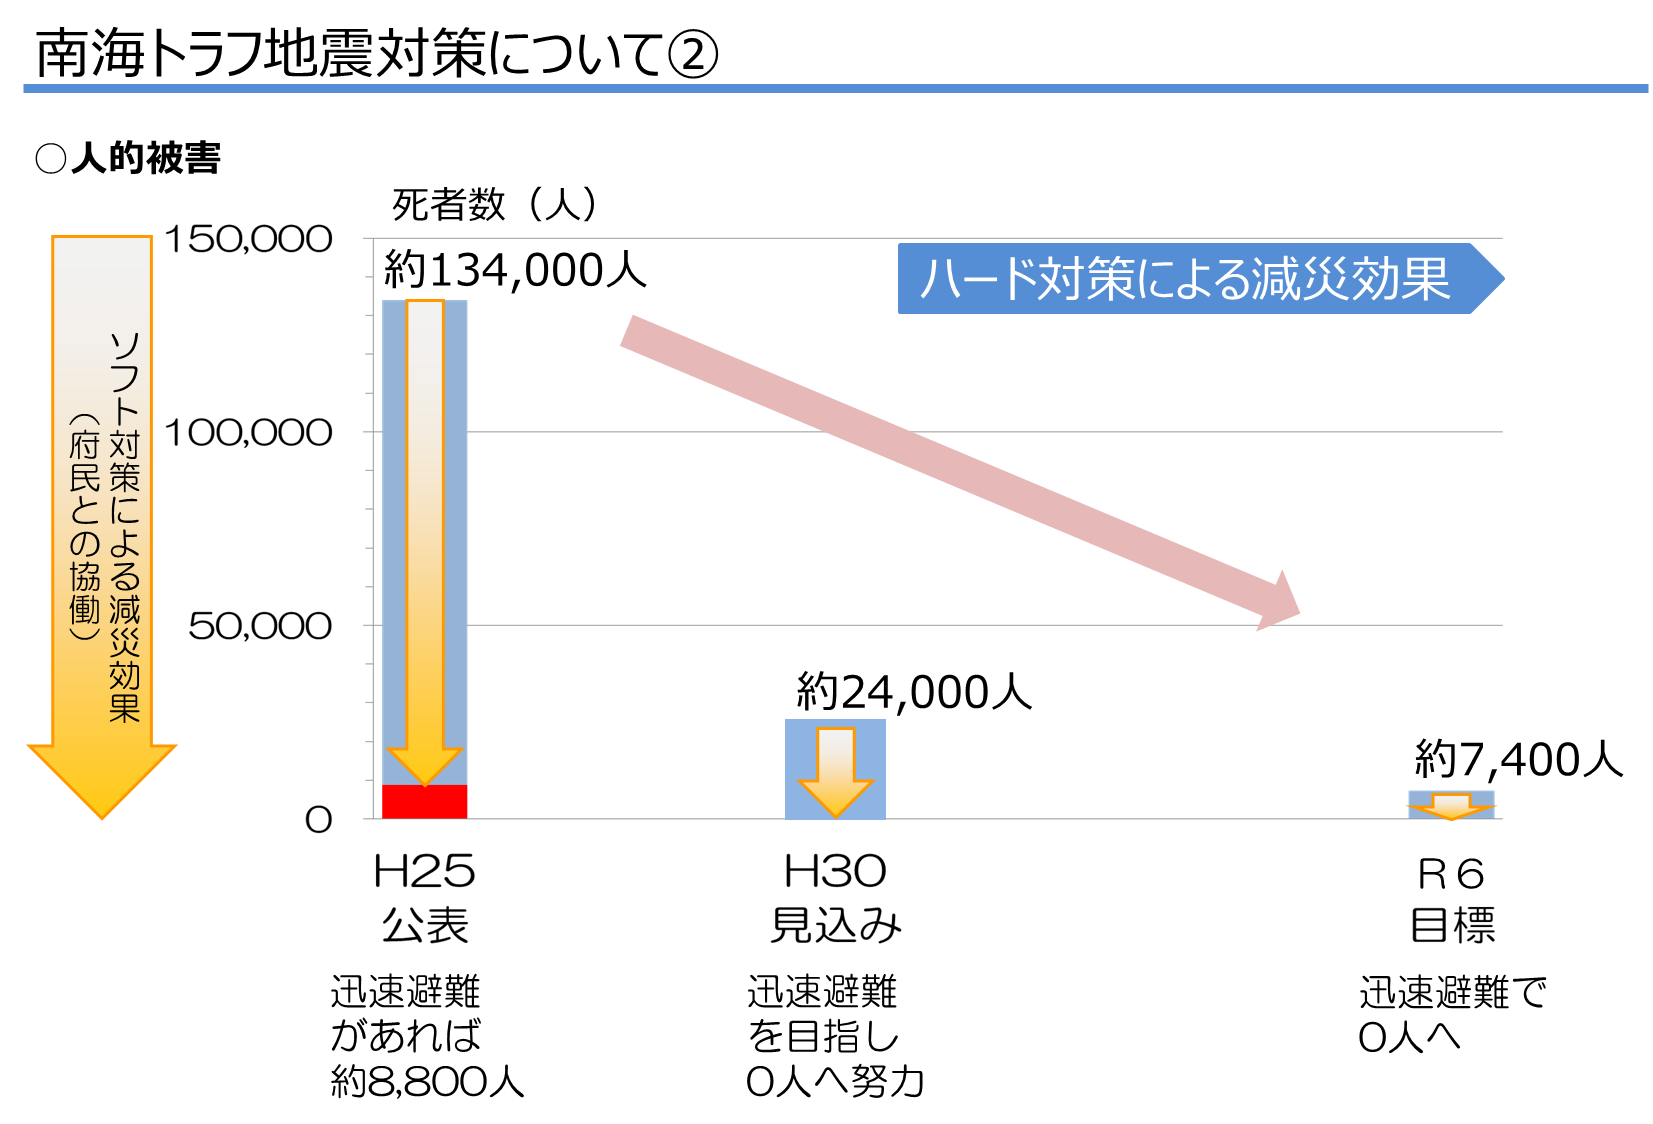 南海トラフ地震対策について②
○人的被害
死者数（人）
150,000
100,000
50,000
0
ソフト対策による減災効果
（府民との協働）
ハード対策による減災効果
約134,000人
約24,000人
約7,400人
H25
公表
迅速避難
があれば
約8,800人
H30
見込み
迅速避難
を目指し
0人へ努力
R6
目標
迅速避難で
0人へ